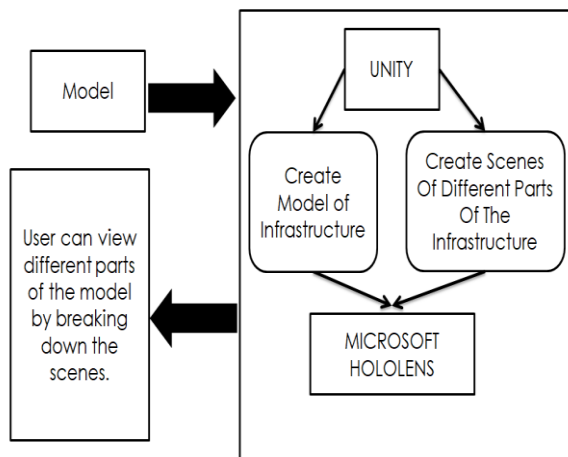 Model
UNITY
Create
Model of
Infrastructure
Create Scenes
Of Different Parts
Of The
Infrastructure
MICROSOFT
HOLOLENS
User can view
different parts
of the model
by breaking
down the
scenes.